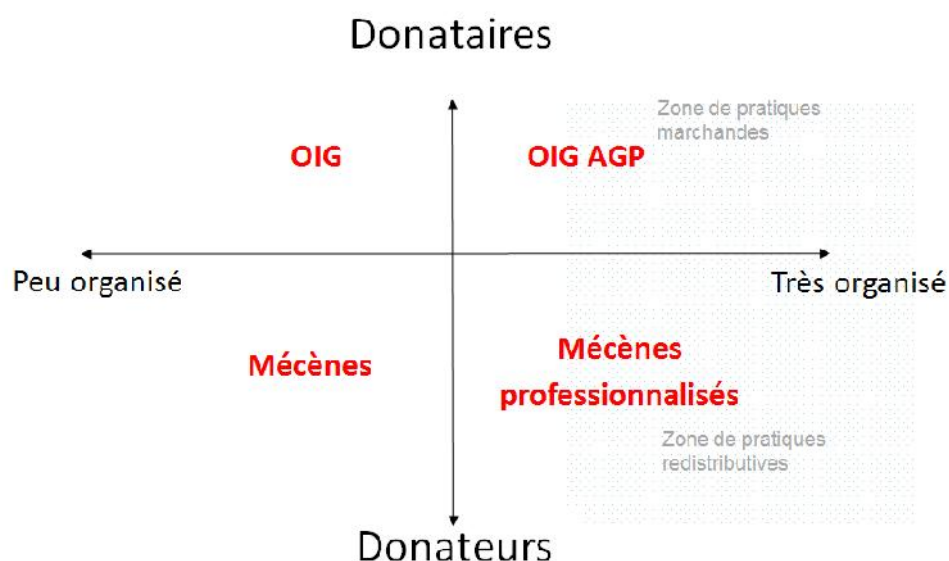 Donataires
Zone de pratiques
marchandes
OIG
OIG AGP
Peu organisé
Très organisé
Mécènes
Mécènes
professionnalisés
Zone de pratiques
redistributives
Donateurs